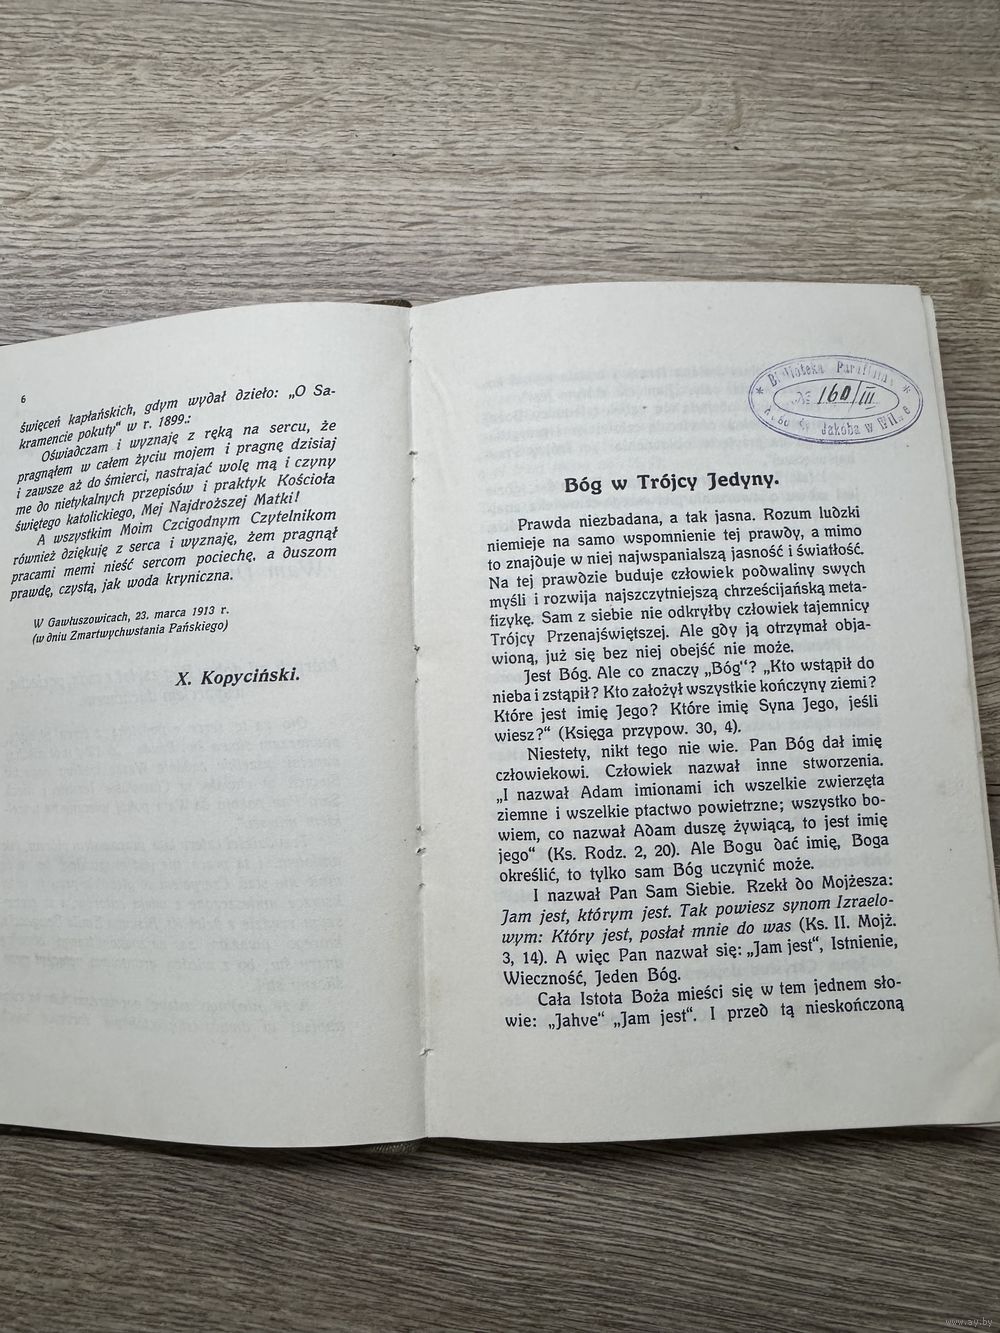 6
święceń kapłańskich, gdym wydał dzieło: „O Sa-
kramencie pokuty" w r. 1899.:
Oświadczam i wyznaję z ręką na sercu, że
pragnąłem w całem życiu mojem i pragnę dzisiaj
i zawsze aż do śmierci, nastrajać wolę mą i czyny
me do nietykalnych przepisów i praktyk Kościoła
świętego katolickiego, Mej Najdroższej Matki!
A wszystkim Moim Czcigodnym Czytelnikom
również dziękuję z serca i wyznaję, żem pragnął
pracami memi nieść sercom pociechę, a duszom
prawdę, czystą, jak woda kryniczna.
W Gawłuszowicach, 23. marca 1913 r.
(w dniu Zmartwychwstania Pańskiego)
X. Kopyciński.
Biblioteka Parafialna
№ 160/III
Jakóba w Wilnie
Bóg w Trójcy Jedyny.
Prawda niezbadana, a tak jasna. Rozum ludzki
niemieje na samo wspomnienie tej prawdy, a mimo
to znajduje w niej najwspanialszą jasność i światłość.
Na tej prawdzie buduje człowiek podwaliny swych
myśli i rozwija najszczytniejszą chrześcijańską meta-
fizykę. Sam z siebie nie odkryłby człowiek tajemnicy
Trójcy Przenajświętszej. Ale gdy ją otrzymał obja-
wioną, już się bez niej obejść nie może.
Jest Bóg. Ale co znaczy „Bóg"? „Kto wstąpił do
nieba i zstąpił? Kto założył wszystkie kończyny ziemi?
Które jest imię Jego? Które imię Syna Jego, jeśli
wiesz?" (Księga przypow. 30, 4).
Niestety, nikt tego nie wie. Pan Bóg dał imię
człowiekowi. Człowiek nazwał inne stworzenia.
„I nazwał Adam imionami ich wszelkie zwierzęta
ziemne i wszelkie ptactwo powietrzne; wszystko bo-
wiem, co nazwał Adam duszę żywiącą, to jest imię
jego" (Ks. Rodz. 2, 20). Ale Bogu dać imię, Boga
określić, to tylko sam Bóg uczynić może.
I nazwał Pan Sam Siebie. Rzekł do Mojżesza:
Jam jest, którym jest. Tak powiesz synom Izraelo-
wym: Który jest, posłał mnie do was (Ks. II. Mojż.
3, 14). A więc Pan nazwał się: „Jam jest", Istnienie,
Wieczność, Jeden Bóg.
Cała Istota Boża mieści się w tem jednem sło-
wie: „Jahve" „Jam jest". I przed tą nieskończoną
www.ay.by